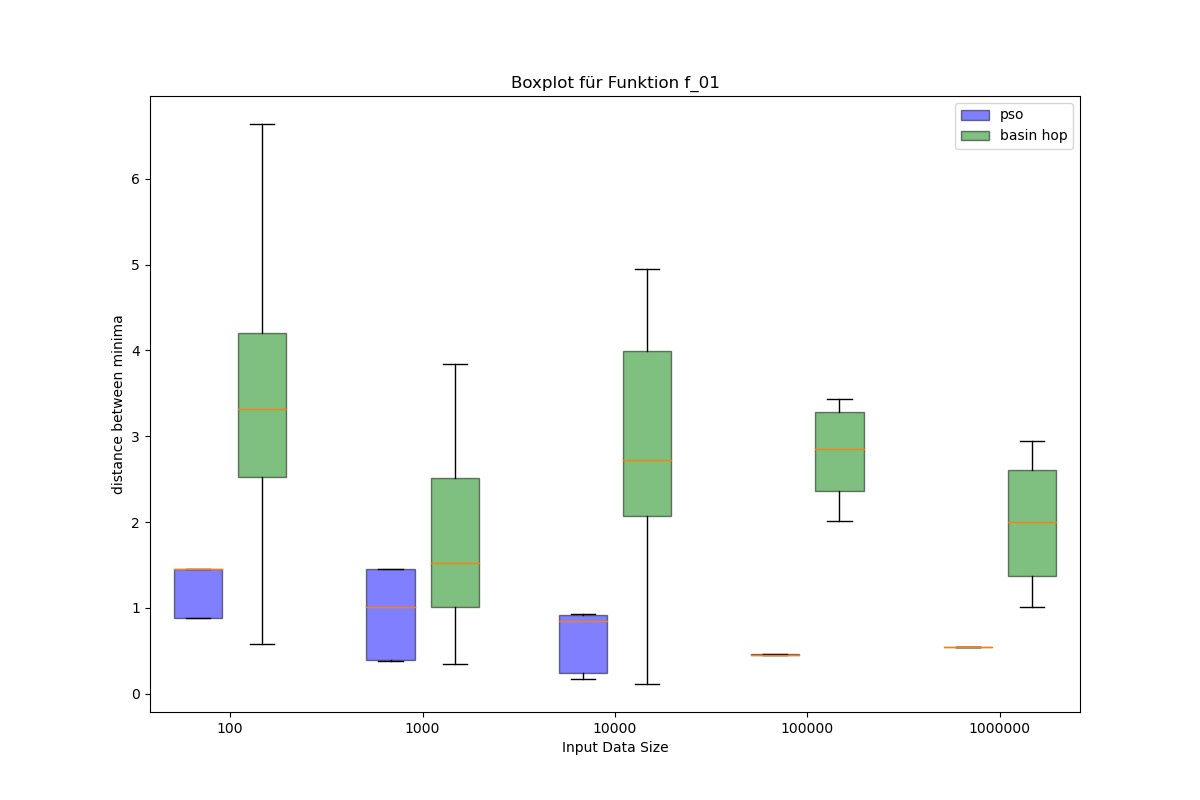 Boxplot für Funktion f_01
pso
basin hop
distance between minima
6
5
4
3
2
1
0
100 1000 10000 100000 1000000
Input Data Size